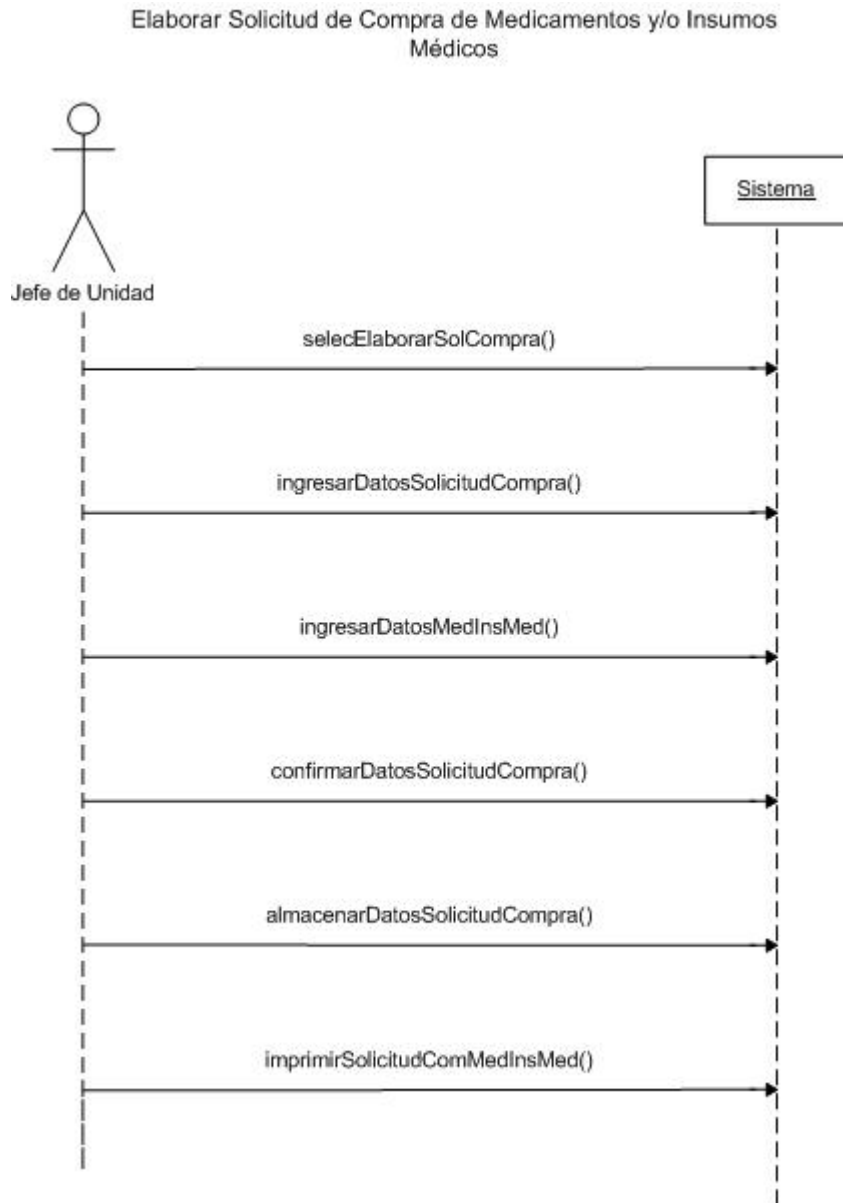 Elaborar Solicitud de Compra de Medicamentos y/o Insumos
Médicos
Sistema
Jefe de Unidad
selecElaborarSolCompra()
ingresarDatosSolicitudCompra()
ingresarDatosMedInsMed()
confirmarDatosSolicitudCompra()
almacenarDatosSolicitudCompra()
imprimirSolicitudComMedInsMed()